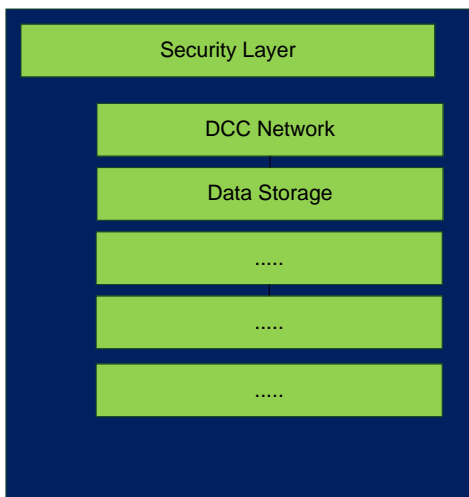 Security Layer
DCC Network
Data Storage
.....
.....
.....